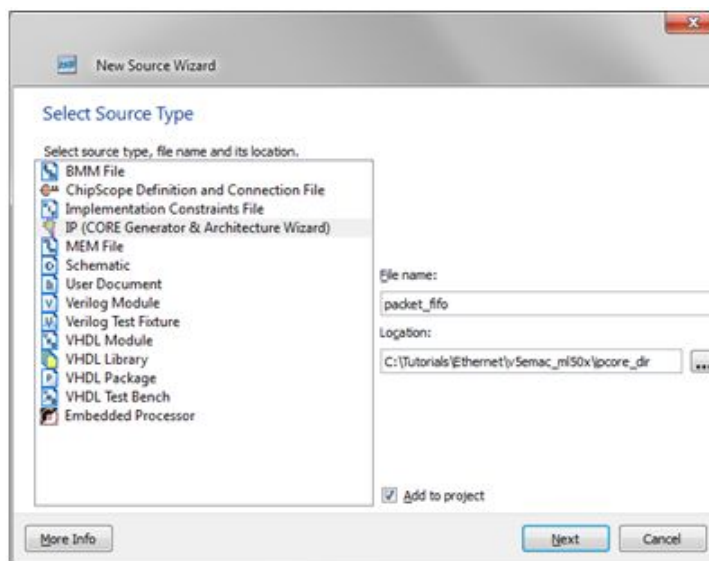 New Source Wizard
Select Source Type
Select source type, file name and its location.
BMM File
ChipScope Definition and Connection File
Implementation Constraints File
IP (CORE Generator & Architecture Wizard)
MEM File
Schematic
User Document
Verilog Module
Verilog Test Fixture
VHDL Module
VHDL Library
VHDL Package
VHDL Test Bench
Embedded Processor
File name:
packet_fifo
Location:
C:\Tutorials\Ethernet\v5emac_ml50x\ipcore_dir
...
Add to project
More Info
Next
Cancel